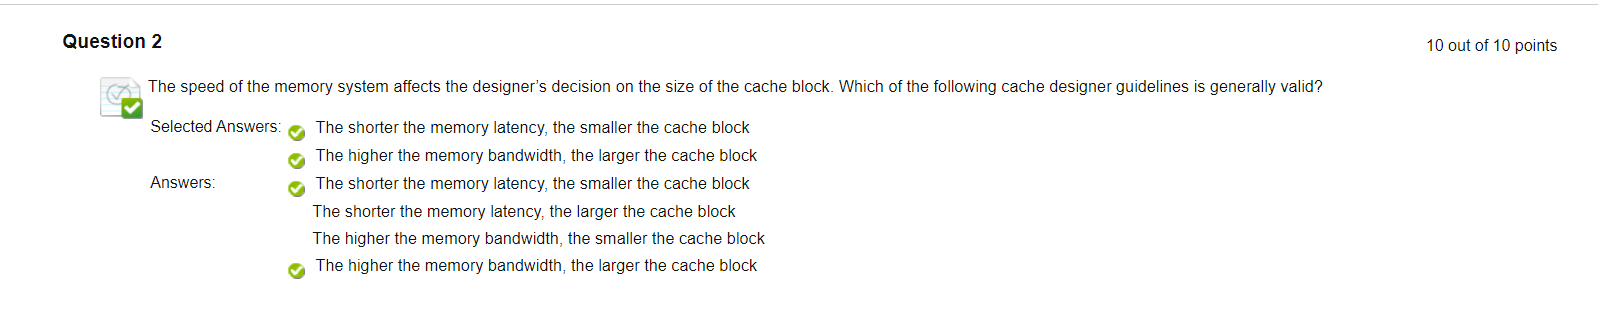 Question 2
10 out of 10 points
The speed of the memory system affects the designer’s decision on the size of the cache block. Which of the following cache designer guidelines is generally valid?
Selected Answers: The shorter the memory latency, the smaller the cache block
The higher the memory bandwidth, the larger the cache block
Answers: The shorter the memory latency, the smaller the cache block
The shorter the memory latency, the larger the cache block
The higher the memory bandwidth, the smaller the cache block
The higher the memory bandwidth, the larger the cache block